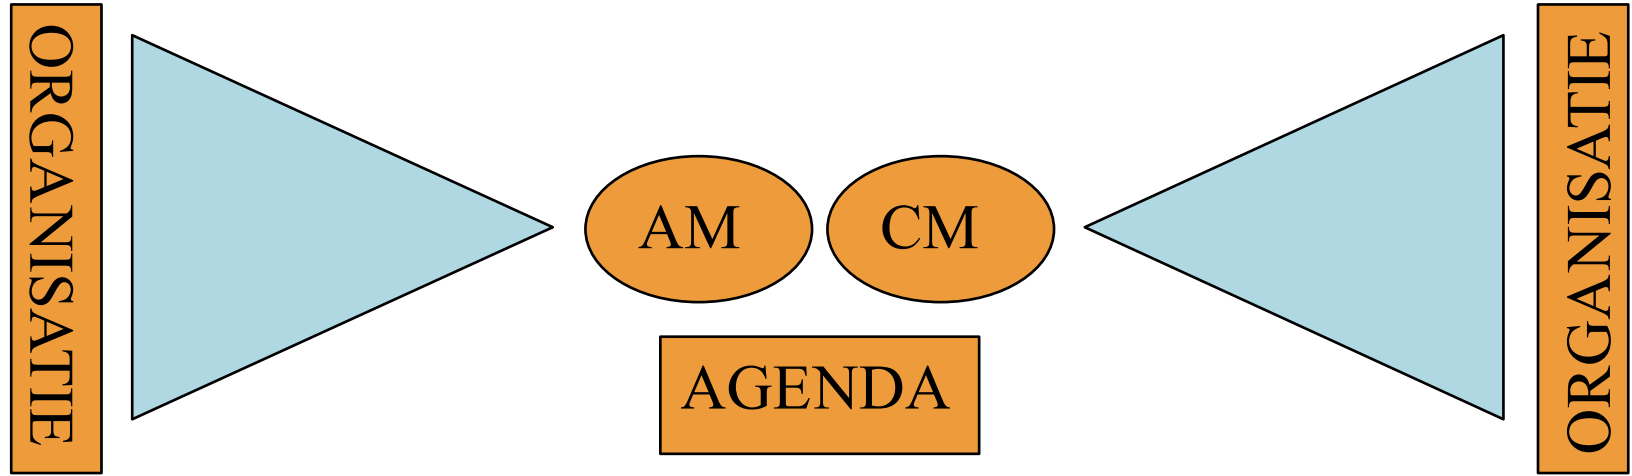 ORGANISATIE
AM
CM
AGENDA
ORGANISATIE